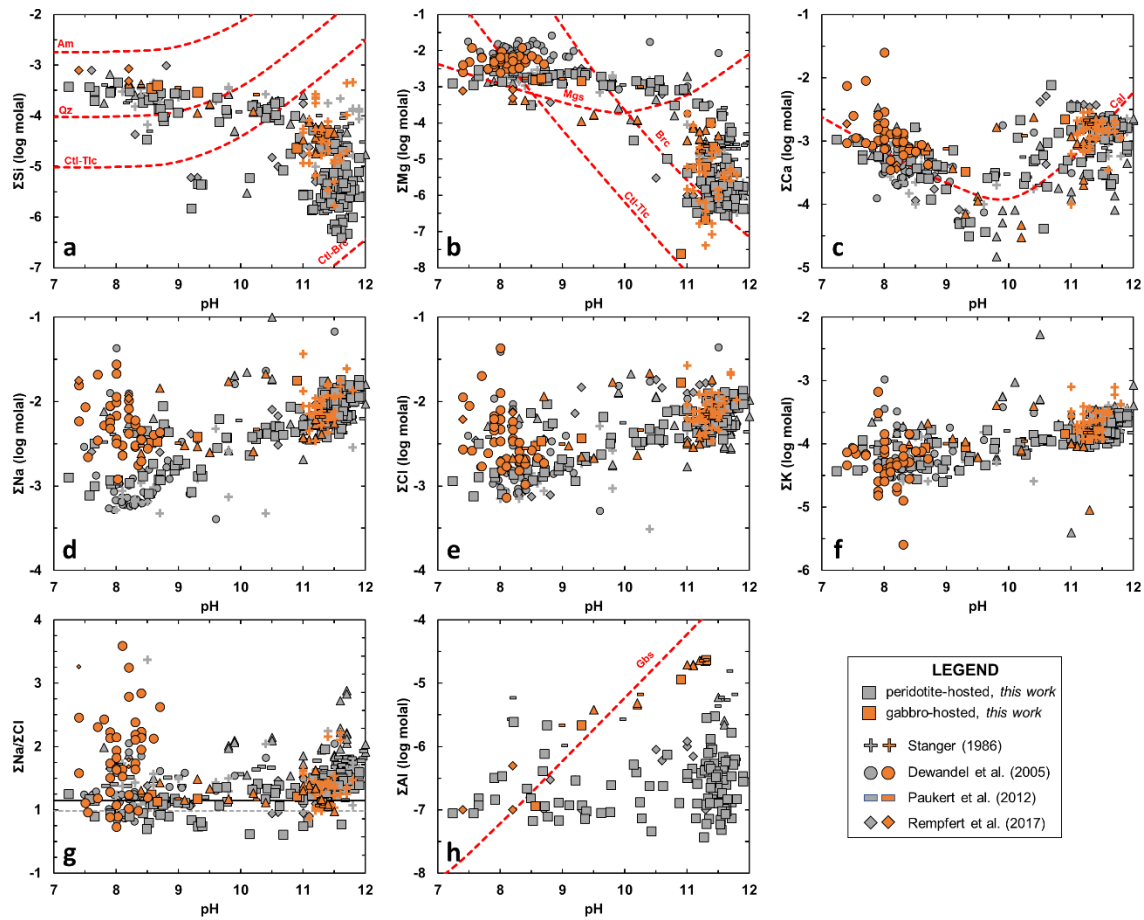 -2
-3
-4
-5
-6
-7
ΣSi (log molal)
Am
Qz
Ctl-Tlc
Ctl-Brc
a
7 8 9 10 11 12
pH
-1
-2
-3
-4
-5
-6
-7
-8
ΣMg (log molal)
Mgs
Brc
Ctl-Tlc
b
7 8 9 10 11 12
pH
-1
-2
-3
-4
-5
ΣCa (log molal)
Cal
c
7 8 9 10 11 12
pH
-1
-2
-3
-4
ΣNa (log molal)
d
7 8 9 10 11 12
pH
-1
-2
-3
-4
ΣCl (log molal)
e
7 8 9 10 11 12
pH
-2
-3
-4
-5
-6
ΣK (log molal)
f
7 8 9 10 11 12
pH
4
3
2
1
-1
ΣNa/ΣCl
g
7 8 9 10 11 12
pH
-4
-5
-6
-7
-8
ΣAl (log molal)
Gbs
h
7 8 9 10 11 12
pH
LEGEND
peridotite-hosted, this work
gabbro-hosted, this work
Stanger (1986)
Dewandel et al. (2005)
Paukert et al. (2012)
Rempfert et al. (2017)